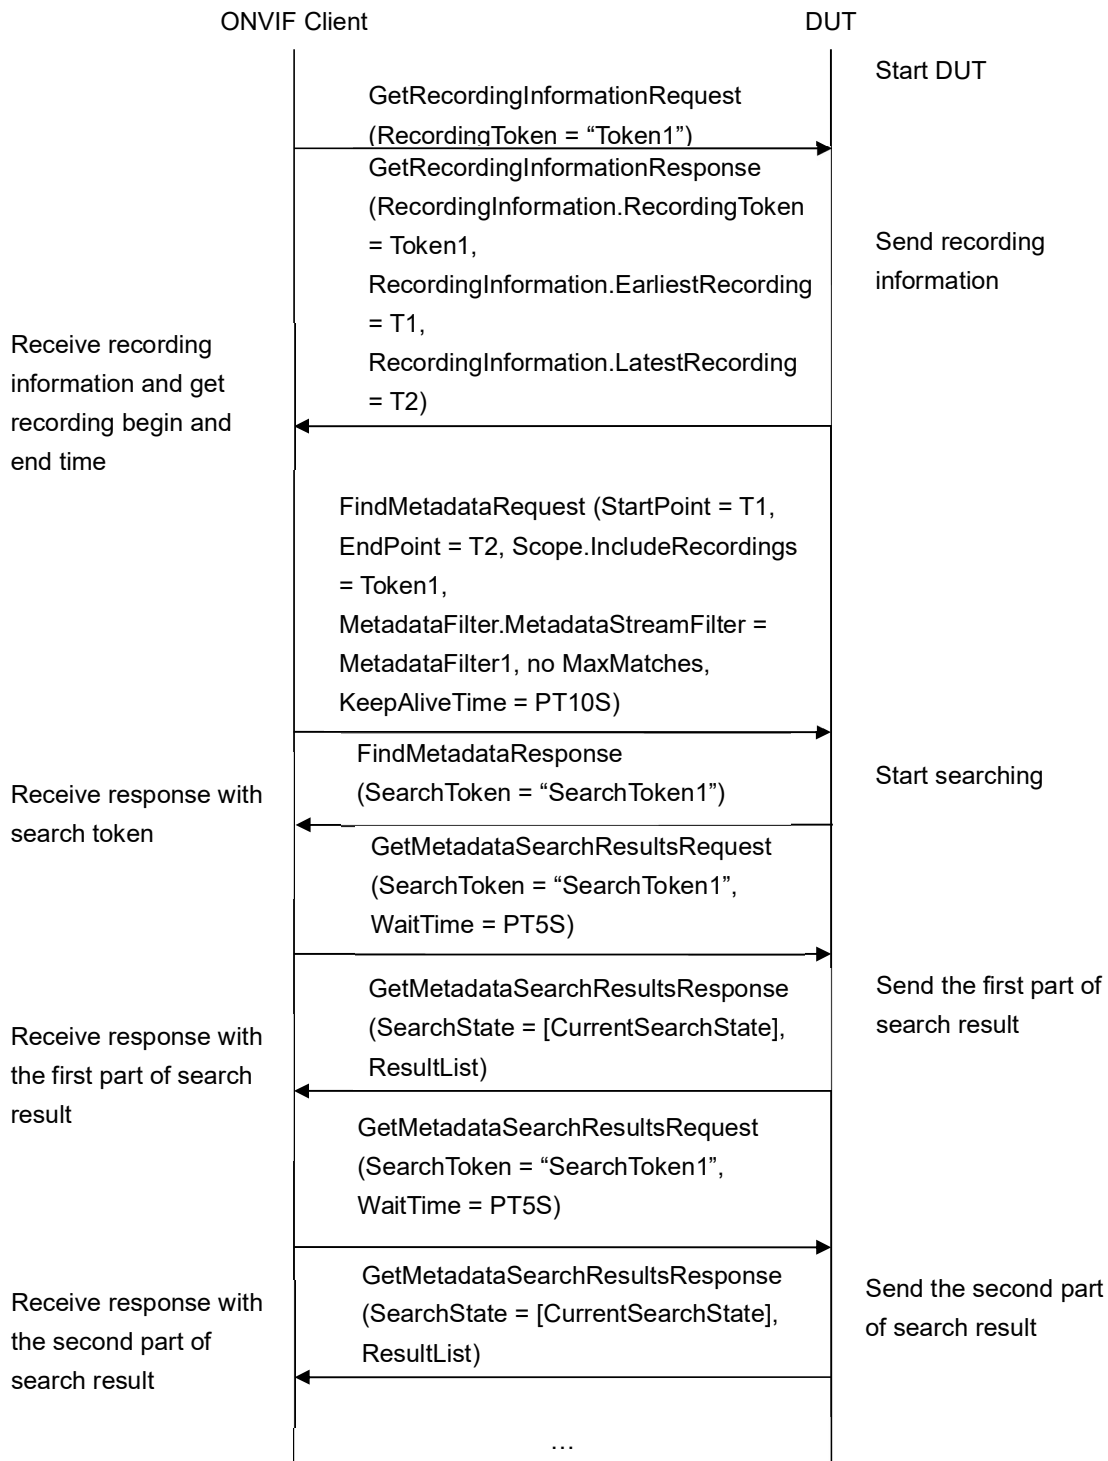 ONVIF Client
DUT
Start DUT
GetRecordingInformationRequest
(RecordingToken = “Token1”)
GetRecordingInformationResponse
(RecordingInformation.RecordingToken
= Token1,
RecordingInformation.EarliestRecording
= T1,
RecordingInformation.LatestRecording
= T2)
Send recording
information
Receive recording
information and get
recording begin and
end time
FindMetadataRequest (StartPoint = T1,
EndPoint = T2, Scope.IncludeRecordings
= Token1,
MetadataFilter.MetadataStreamFilter =
MetadataFilter1, no MaxMatches,
KeepAliveTime = PT10S)
FindMetadataResponse
(SearchToken = “SearchToken1”)
Start searching
Receive response with
search token
GetMetadataSearchResultsRequest
(SearchToken = “SearchToken1”,
WaitTime = PT5S)
GetMetadataSearchResultsResponse
(SearchState = [CurrentSearchState],
ResultList)
Send the first part of
search result
Receive response with
the first part of search
result
GetMetadataSearchResultsRequest
(SearchToken = “SearchToken1”,
WaitTime = PT5S)
GetMetadataSearchResultsResponse
(SearchState = [CurrentSearchState],
ResultList)
Send the second part
of search result
Receive response with
the second part of
search result
…